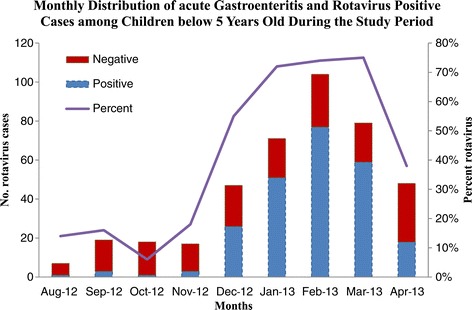 Monthly Distribution of acute Gastroenteritis and Rotavirus Positive
Cases among Children below 5 Years Old During the Study Period
Negative
Positive
Percent
No. rotavirus cases
120
100
80
60
40
20
0
80%
70%
60%
50%
40%
30%
20%
10%
0%
Percent rotavirus
Aug-12 Sep-12 Oct-12 Nov-12 Dec-12 Jan-13 Feb-13 Mar-13 Apr-13
Months